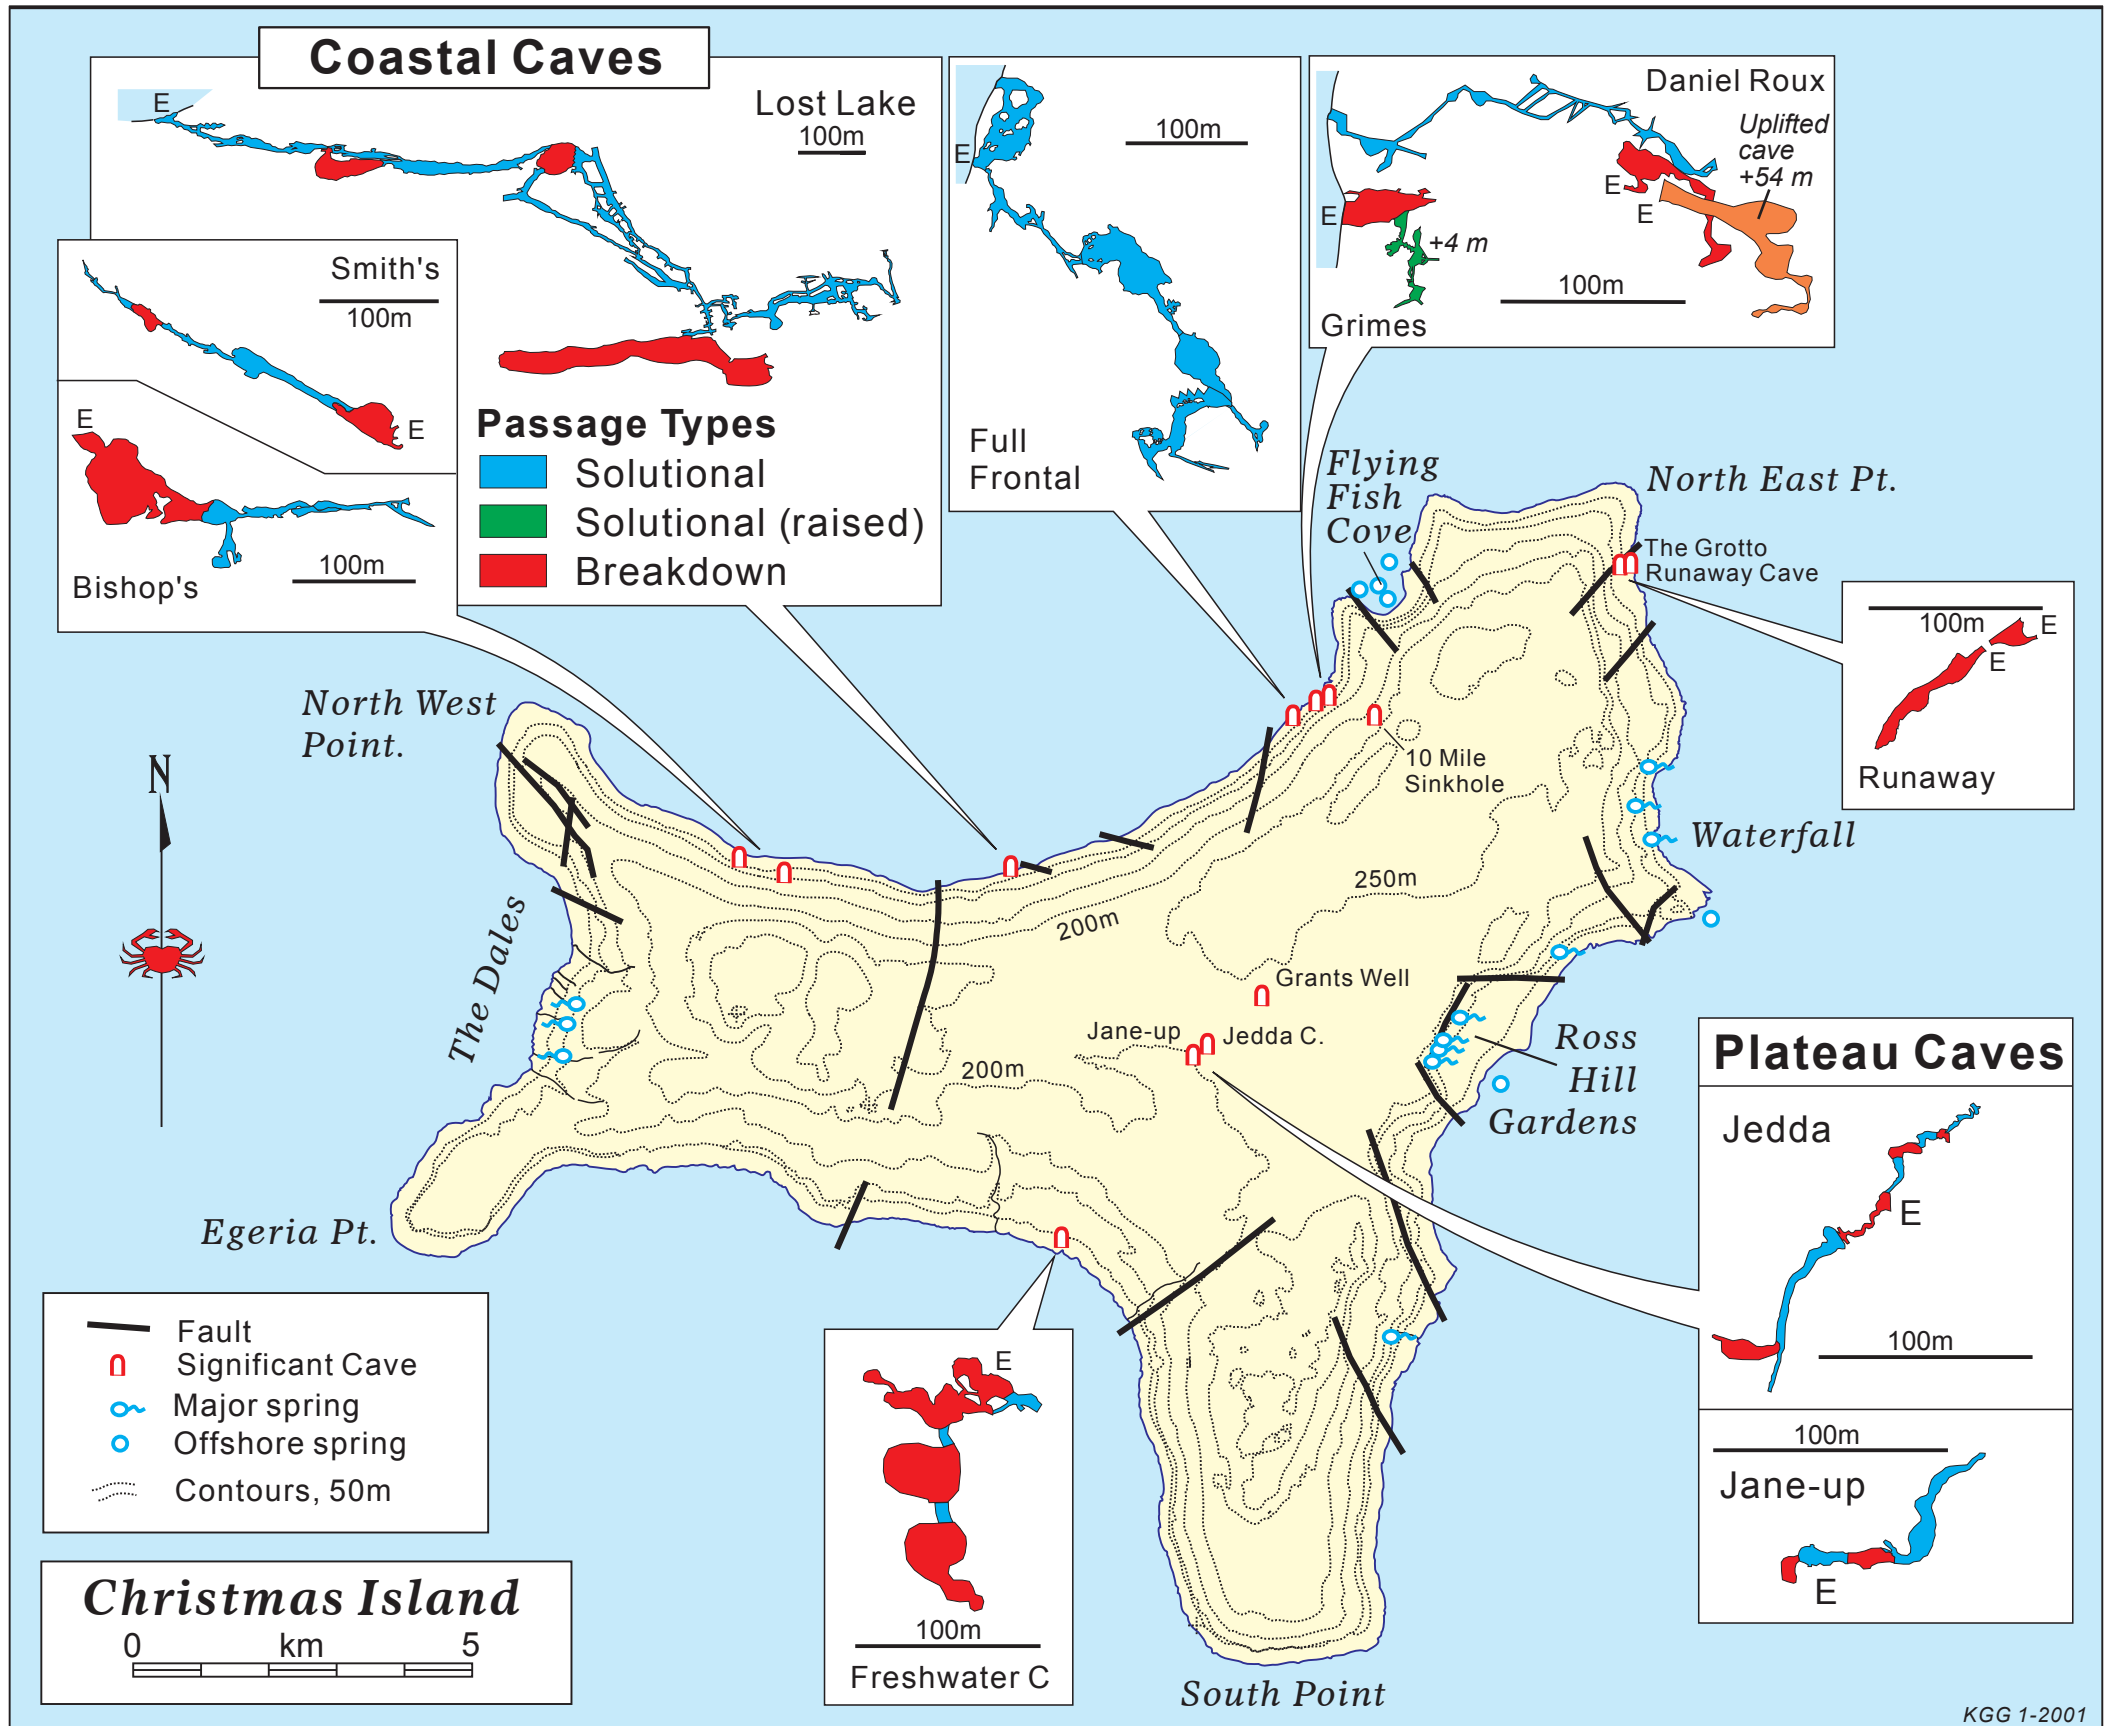 Coastal Caves
E
Lost Lake
100m
Smith's
100m
E
E
Bishop's
100m
Passage Types
Solutional
Solutional (raised)
Breakdown
E
100m
Full
Frontal
Daniel Roux
Uplifted
cave
+54 m
E
E
E
+4 m
100m
Grimes
Flying
Fish
Cove
North East Pt.
The Grotto
Runaway Cave
100m
E
E
Runaway
North West
Point.
N
10 Mile
Sinkhole
Waterfall
250m
200m
The Dales
Grants Well
Jane-up
Jedda C.
200m
Ross
Hill
Gardens
Plateau Caves
Jedda
E
100m
100m
Jane-up
E
Egeria Pt.
Fault
Significant Cave
Major spring
Offshore spring
Contours, 50m
E
100m
Freshwater C
Christmas Island
0 km 5
South Point
KGG 1-2001